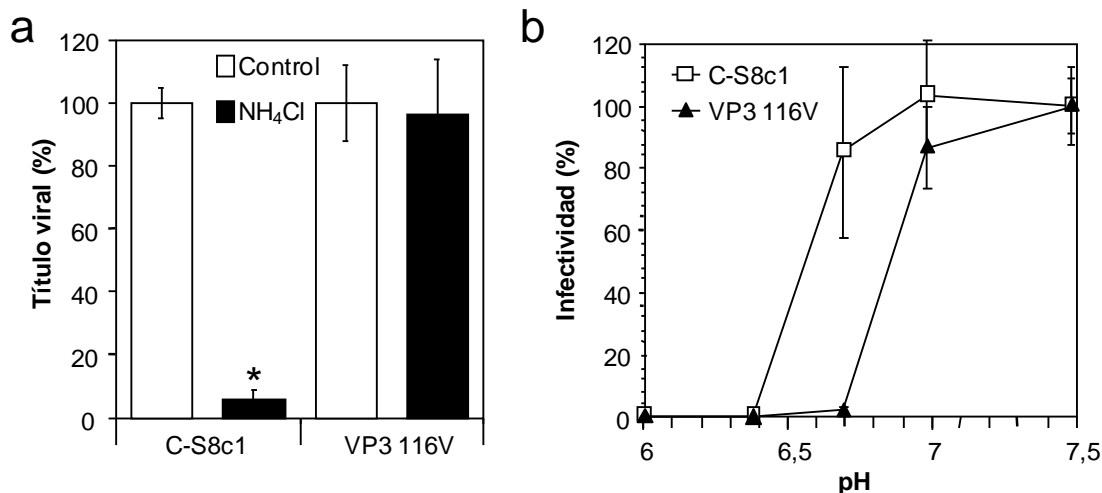 a
120
100
80
60
40
20
0
Título viral (%)
Control
NH₄Cl
*
C-S8c1
VP3 116V
b
120
100
80
60
40
20
0
Infectividad (%)
C-S8c1
VP3 116V
6
6,5
7
7,5
pH